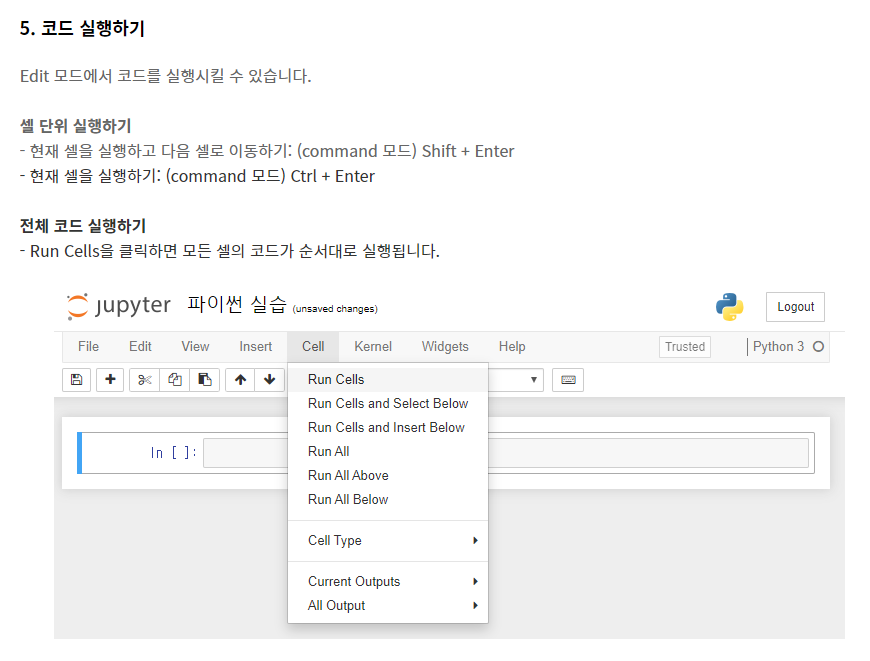 5. 코드 실행하기
Edit 모드에서 코드를 실행시킬 수 있습니다.
셀 단위 실행하기
- 현재 셀을 실행하고 다음 셀로 이동하기: (command 모드) Shift + Enter
- 현재 셀을 실행하기: (command 모드) Ctrl + Enter
전체 코드 실행하기
- Run Cells을 클릭하면 모든 셀의 코드가 순서대로 실행됩니다.
jupyter 파이썬 실습 (unsaved changes) Logout
File Edit View Insert Cell Kernel Widgets Help Trusted Python 3
Run Cells
Run Cells and Select Below
Run Cells and Insert Below
In [ ]:
Run All
Run All Above
Run All Below
Cell Type
Current Outputs
All Output